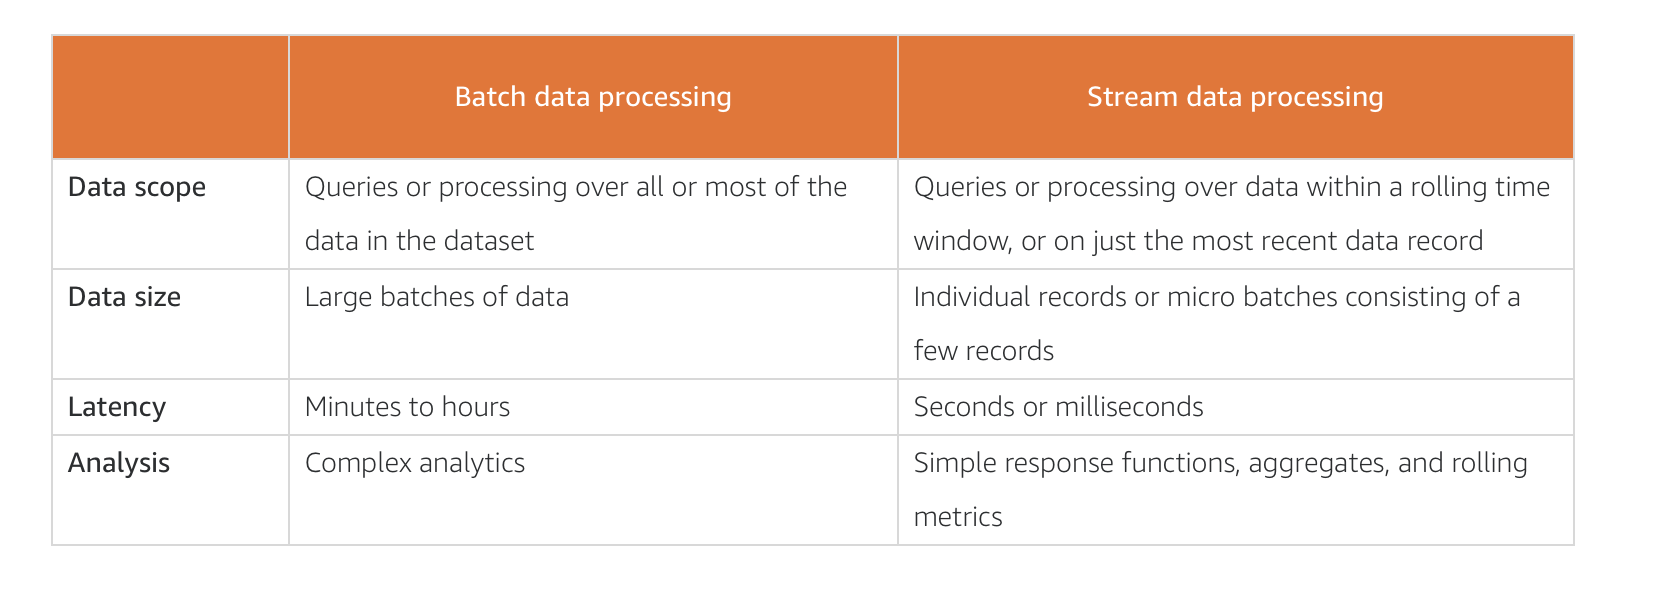 Batch data processing
Stream data processing
Data scope
Queries or processing over all or most of the
data in the dataset
Queries or processing over data within a rolling time
window, or on just the most recent data record
Data size
Large batches of data
Individual records or micro batches consisting of a
few records
Latency
Minutes to hours
Seconds or milliseconds
Analysis
Complex analytics
Simple response functions, aggregates, and rolling
metrics